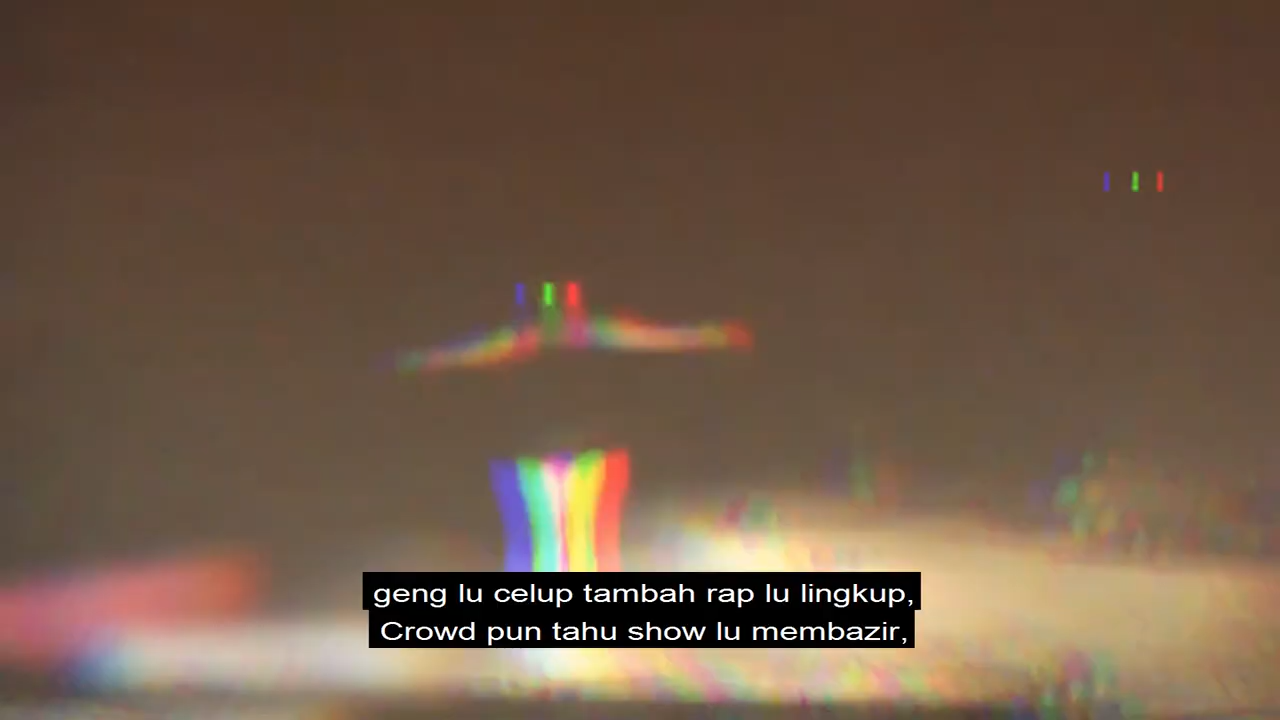 geng lu celup tambah rap lu lingkup,
Crowd pun tahu show lu membazir,